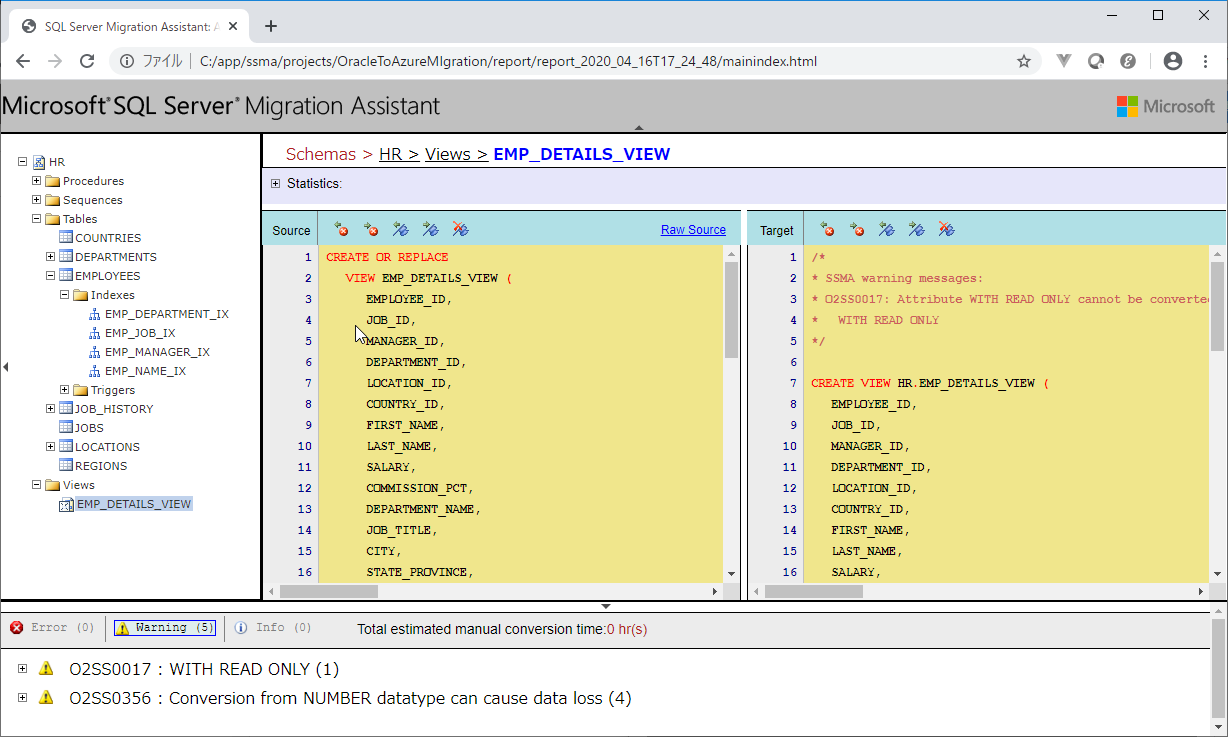 SQL Server Migration Assistant: A
ファイル C:/app/ssma/projects/OracleToAzureMIgration/report/report_2020_04_16T17_24_48/mainindex.html
Microsoft® SQL Server® Migration Assistant
Microsoft
HR
Procedures
Sequences
Tables
COUNTRIES
DEPARTMENTS
EMPLOYEES
Indexes
EMP_DEPARTMENT_IX
EMP_JOB_IX
EMP_MANAGER_IX
EMP_NAME_IX
Triggers
JOB_HISTORY
JOBS
LOCATIONS
REGIONS
Views
EMP_DETAILS_VIEW
Schemas > HR > Views > EMP_DETAILS_VIEW
Statistics:
Source Raw Source
1 CREATE OR REPLACE
2 VIEW EMP_DETAILS_VIEW (
3 EMPLOYEE_ID,
4 JOB_ID,
5 MANAGER_ID,
6 DEPARTMENT_ID,
7 LOCATION_ID,
8 COUNTRY_ID,
9 FIRST_NAME,
10 LAST_NAME,
11 SALARY,
12 COMMISSION_PCT,
13 DEPARTMENT_NAME,
14 JOB_TITLE,
15 CITY,
16 STATE_PROVINCE,
Target
1 /*
2 * SSMA warning messages:
3 * O2SS0017: Attribute WITH READ ONLY cannot be converted
4 * WITH READ ONLY
5 */
6
7 CREATE VIEW HR.EMP_DETAILS_VIEW (
8 EMPLOYEE_ID,
9 JOB_ID,
10 MANAGER_ID,
11 DEPARTMENT_ID,
12 LOCATION_ID,
13 COUNTRY_ID,
14 FIRST_NAME,
15 LAST_NAME,
16 SALARY,
Error (0) Warning (5) Info (0) Total estimated manual conversion time:0 hr(s)
O2SS0017 : WITH READ ONLY (1)
O2SS0356 : Conversion from NUMBER datatype can cause data loss (4)